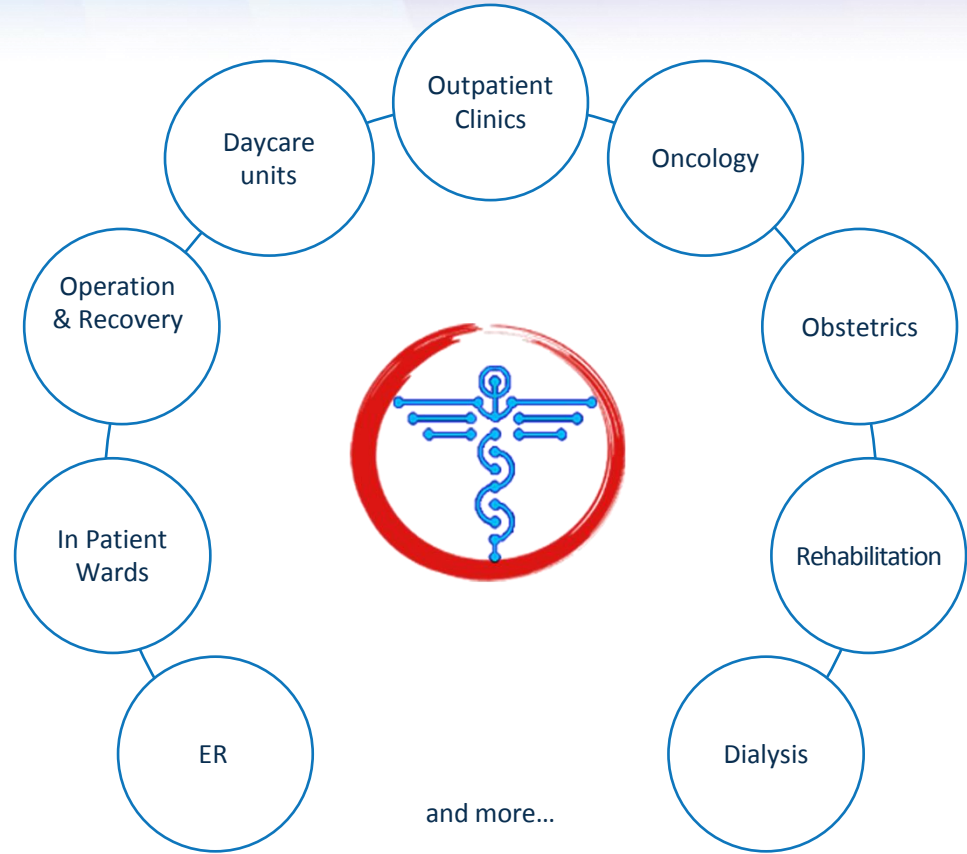 Outpatient
Clinics
Daycare
units
Oncology
Operation
& Recovery
Obstetrics
In Patient
Wards
Rehabilitation
ER
Dialysis
and more...